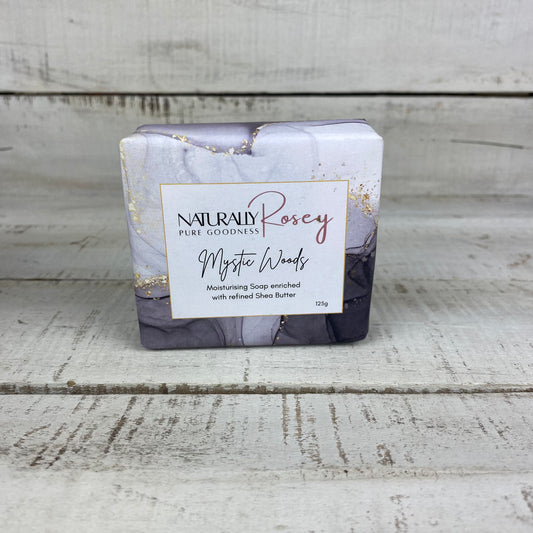 NATURALLY Rosey
PURE GOODNESS
Mystic Woods
Moisturising Soap enriched
with refined Shea Butter
125g